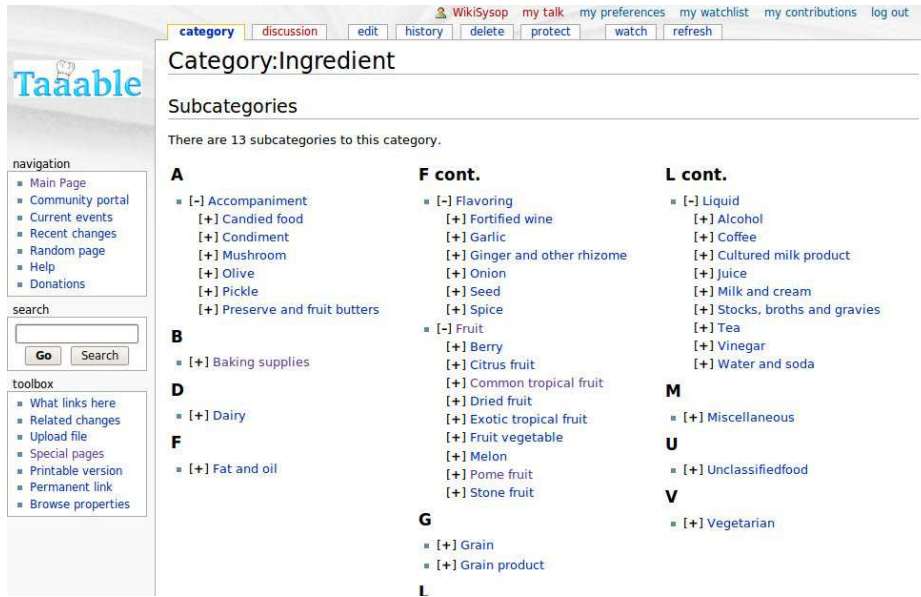 WikiSysop my talk my preferences my watchlist my contributions log out
category discussion edit history delete protect watch refresh
Taaable
navigation
Main Page
Community portal
Current events
Recent changes
Random page
Help
Donations
search
Go Search
toolbox
What links here
Related changes
Upload file
Special pages
Printable version
Permanent link
Browse properties
Category:Ingredient
Subcategories
There are 13 subcategories to this category.
A
[–] Accompaniment
[+] Candied food
[+] Condiment
[+] Mushroom
[+] Olive
[+] Pickle
[+] Preserve and fruit butters
B
[+] Baking supplies
D
[+] Dairy
F
[+] Fat and oil
F cont.
[–] Flavoring
[+] Fortified wine
[+] Garlic
[+] Ginger and other rhizome
[+] Onion
[+] Seed
[+] Spice
[–] Fruit
[+] Berry
[+] Citrus fruit
[+] Common tropical fruit
[+] Dried fruit
[+] Exotic tropical fruit
[+] Fruit vegetable
[+] Melon
[+] Pome fruit
[+] Stone fruit
G
[+] Grain
[+] Grain product
L
L cont.
[–] Liquid
[+] Alcohol
[+] Coffee
[+] Cultured milk product
[+] Juice
[+] Milk and cream
[+] Stocks, broths and gravies
[+] Tea
[+] Vinegar
[+] Water and soda
M
[+] Miscellaneous
U
[+] Unclassifiedfood
V
[+] Vegetarian